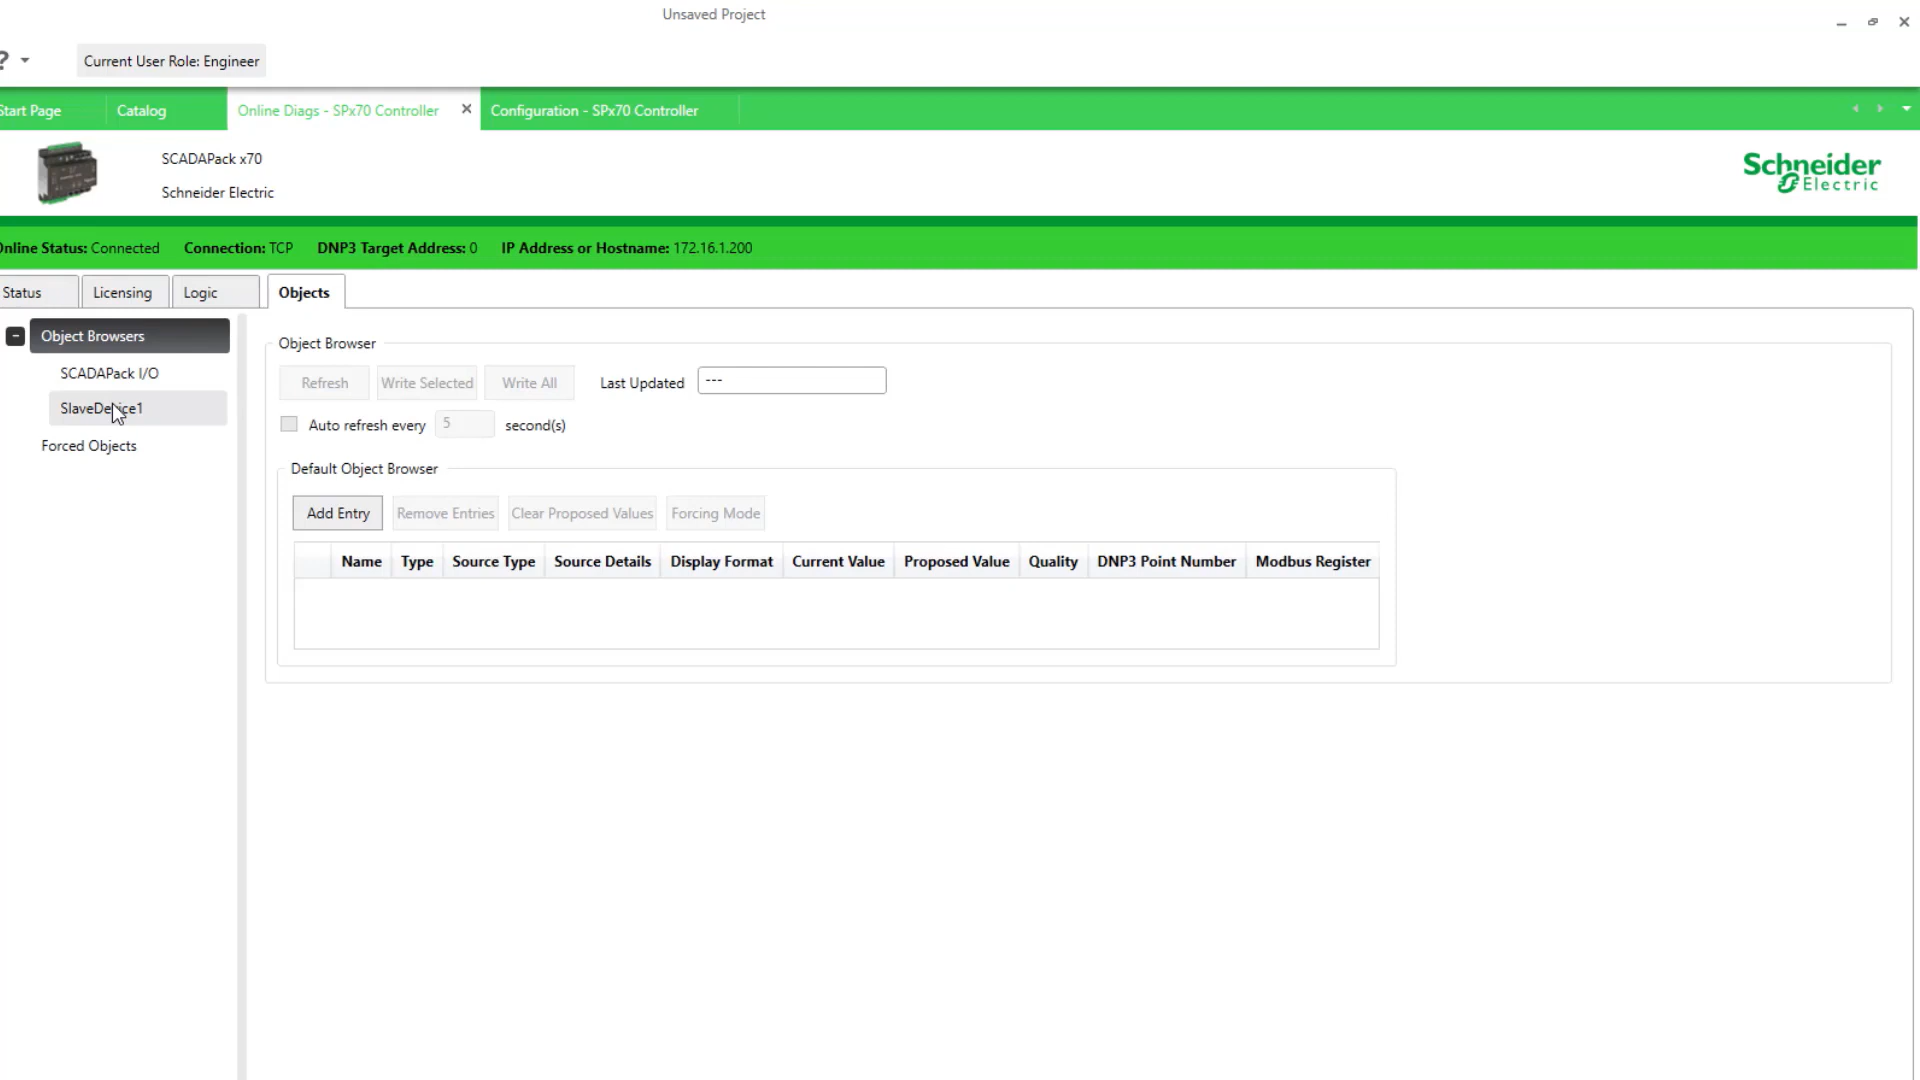 Unsaved Project
? Current User Role: Engineer
Start Page Catalog Online Diags - SPx70 Controller Configuration - SPx70 Controller
SCADAPack x70
Schneider Electric
Schneider
Electric
Online Status: Connected Connection: TCP DNP3 Target Address: 0 IP Address or Hostname: 172.16.1.200
Status Licensing Logic Objects
Object Browsers
SCADAPack I/O
SlaveDevice1
Forced Objects
Object Browser
Refresh Write Selected Write All Last Updated ---
Auto refresh every 5 second(s)
Default Object Browser
Add Entry Remove Entries Clear Proposed Values Forcing Mode
Name Type Source Type Source Details Display Format Current Value Proposed Value Quality DNP3 Point Number Modbus Register